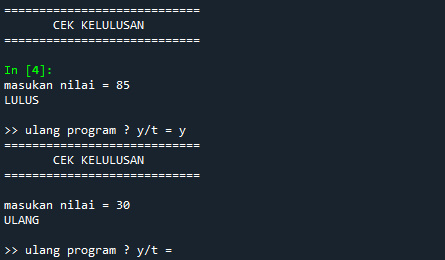 ============================
CEK KELULUSAN
============================
In [4]:
masukan nilai = 85
LULUS
>> ulang program ? y/t = y
============================
CEK KELULUSAN
============================
masukan nilai = 30
ULANG
>> ulang program ? y/t =